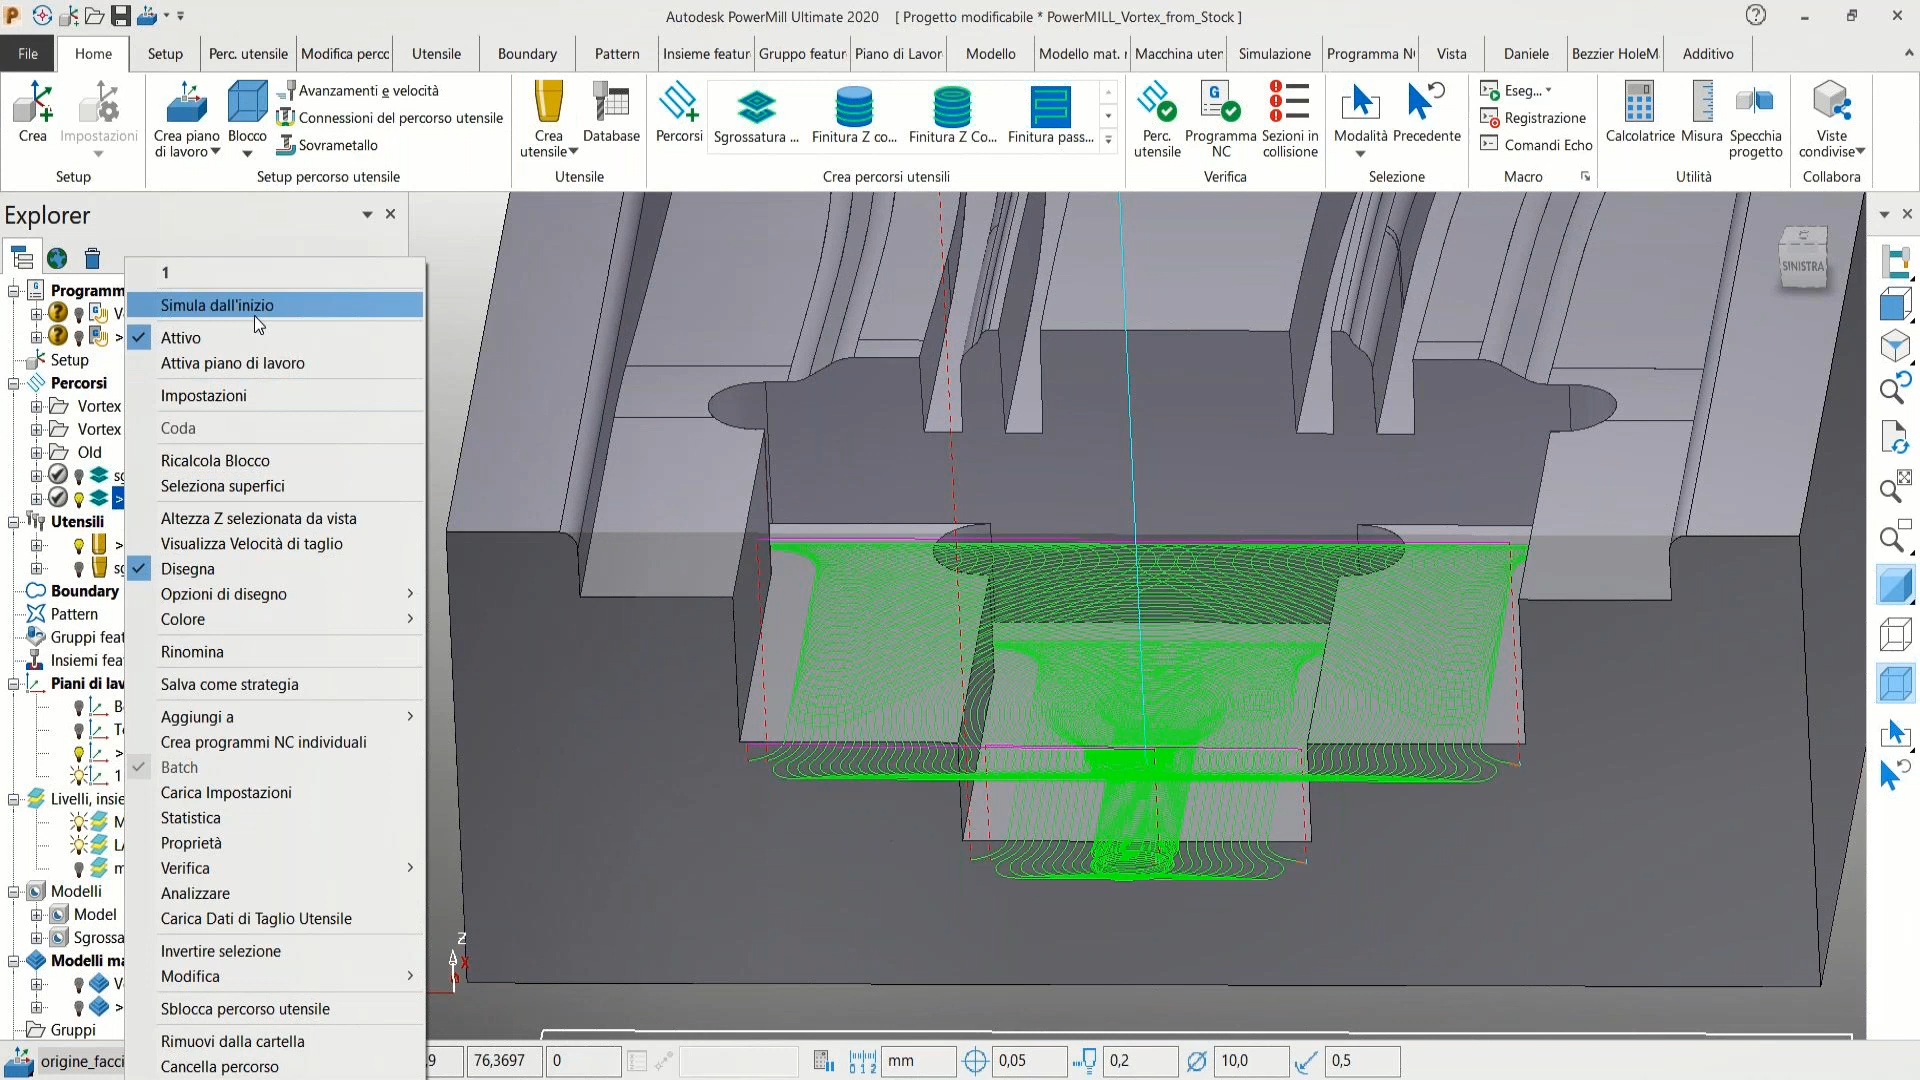 Autodesk PowerMill Ultimate 2020    [ Progetto modificabile * PowerMILL_Vortex_from_Stock ]
File
Home
Setup
Perc. utensile
Modifica percc
Utensile
Boundary
Pattern
Insieme featur
Gruppo featur
Piano di Lavor
Modello
Modello mat. r
Macchina uter
Simulazione
Programma N
Vista
Daniele
Bezzier HoleM
Additivo
Crea
Impostazioni
Setup
Crea piano
di lavoro
Blocco
Avanzamenti e velocità
Connessioni del percorso utensile
Sovrametallo
Setup percorso utensile
Crea
utensile
Database
Utensile
Percorsi
Sgrossatura ...
Finitura Z co...
Finitura Z Co...
Finitura pass...
Crea percorsi utensili
Perc.
utensile
Programma
NC
Sezioni in
collisione
Verifica
Modalità
Precedente
Selezione
Eseg...
Registrazione
Comandi Echo
Macro
Calcolatrice
Misura
Specchia
progetto
Utilità
Viste
condivise
Collabora
Explorer
Programm
V
>
Setup
Percorsi
Vortex
Vortex
Old
sg
>
Utensili
>
sg
Boundary
Pattern
Gruppi feat
Insiemi fea
Piani di lav
B
T
>
1
Livelli, insie
M
L
m
Modelli
Model
Sgrossa
Modelli ma
V
>
Gruppi
1
Simula dall'inizio
Attivo
Attiva piano di lavoro
Impostazioni
Coda
Ricalcola Blocco
Seleziona superfici
Altezza Z selezionata da vista
Visualizza Velocità di taglio
Disegna
Opzioni di disegno
Colore
Rinomina
Salva come strategia
Aggiungi a
Crea programmi NC individuali
Batch
Carica Impostazioni
Statistica
Proprietà
Verifica
Analizzare
Carica Dati di Taglio Utensile
Invertire selezione
Modifica
Sblocca percorso utensile
Rimuovi dalla cartella
Cancella percorso
SINISTRA
Z
X
origine_facci
9
76,3697
0
mm
0,05
0,2
10,0
0,5